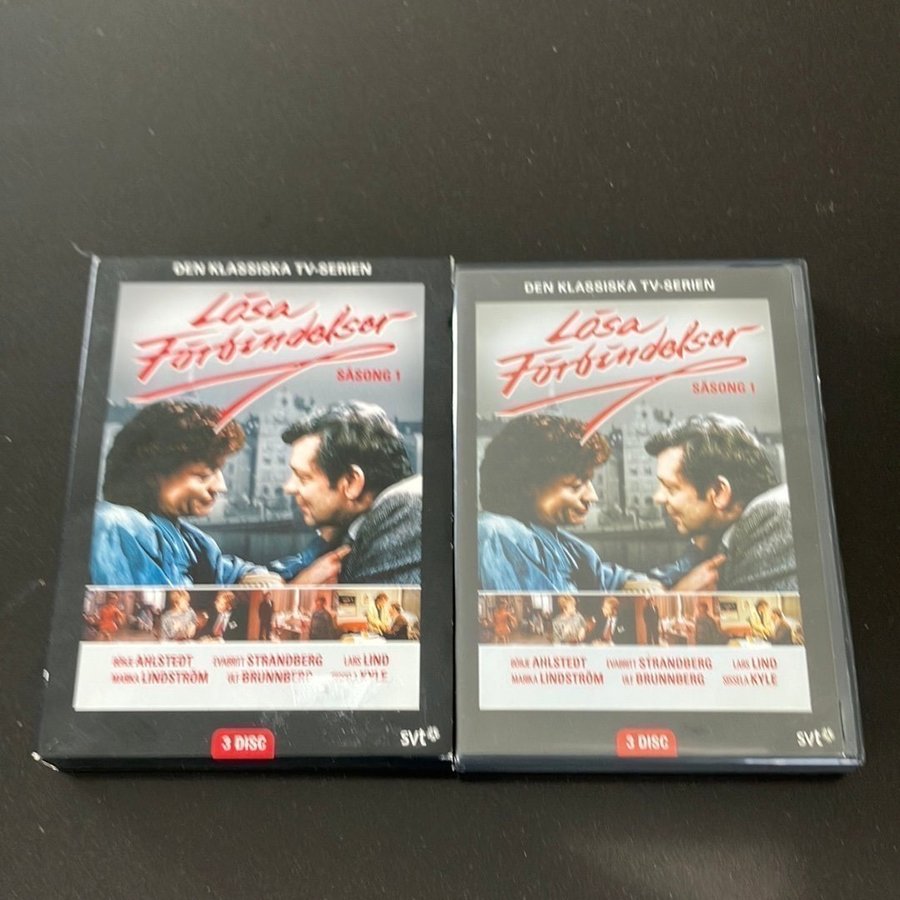 DEN KLASSISKA TV-SERIEN
Lösa
Förbindelser
SÄSONG 1
BÖRJE AHLSTEDT EVABRITT STRANDBERG LARS LIND
MARIKA LINDSTRÖM ULF BRUNNBERG SISSELA KYLE
3 DISC
svt
DEN KLASSISKA TV-SERIEN
Lösa
Förbindelser
SÄSONG 1
BÖRJE AHLSTEDT EVABRITT STRANDBERG LARS LIND
MARIKA LINDSTRÖM ULF BRUNNBERG SISSELA KYLE
3 DISC
svt